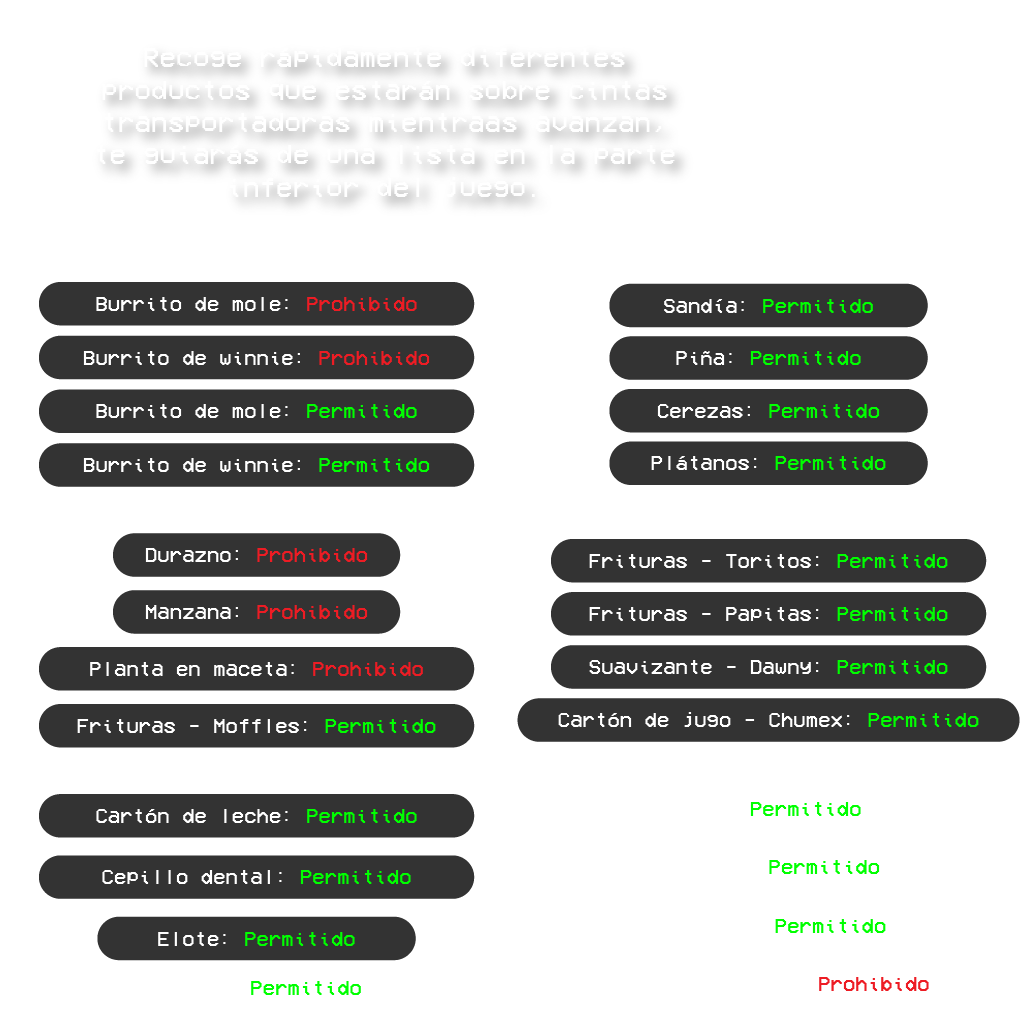 Recoge rápidamente diferentes
productos que estarán sobre cintas
transportadoras mientraas avanzan,
te guiarás de una lista en la parte
inferior del juego.
Burrito de mole: Prohibido
Burrito de winnie: Prohibido
Burrito de mole: Permitido
Burrito de winnie: Permitido
Sandía: Permitido
Piña: Permitido
Cerezas: Permitido
Plátanos: Permitido
Durazno: Prohibido
Manzana: Prohibido
Planta en maceta: Prohibido
Frituras - Moffles: Permitido
Frituras - Toritos: Permitido
Frituras - Papitas: Permitido
Suavizante - Dawny: Permitido
Cartón de jugo - Chumex: Permitido
Cartón de leche: Permitido
Cepillo dental: Permitido
Elote: Permitido
Permitido
Permitido
Permitido
Permitido
Prohibido